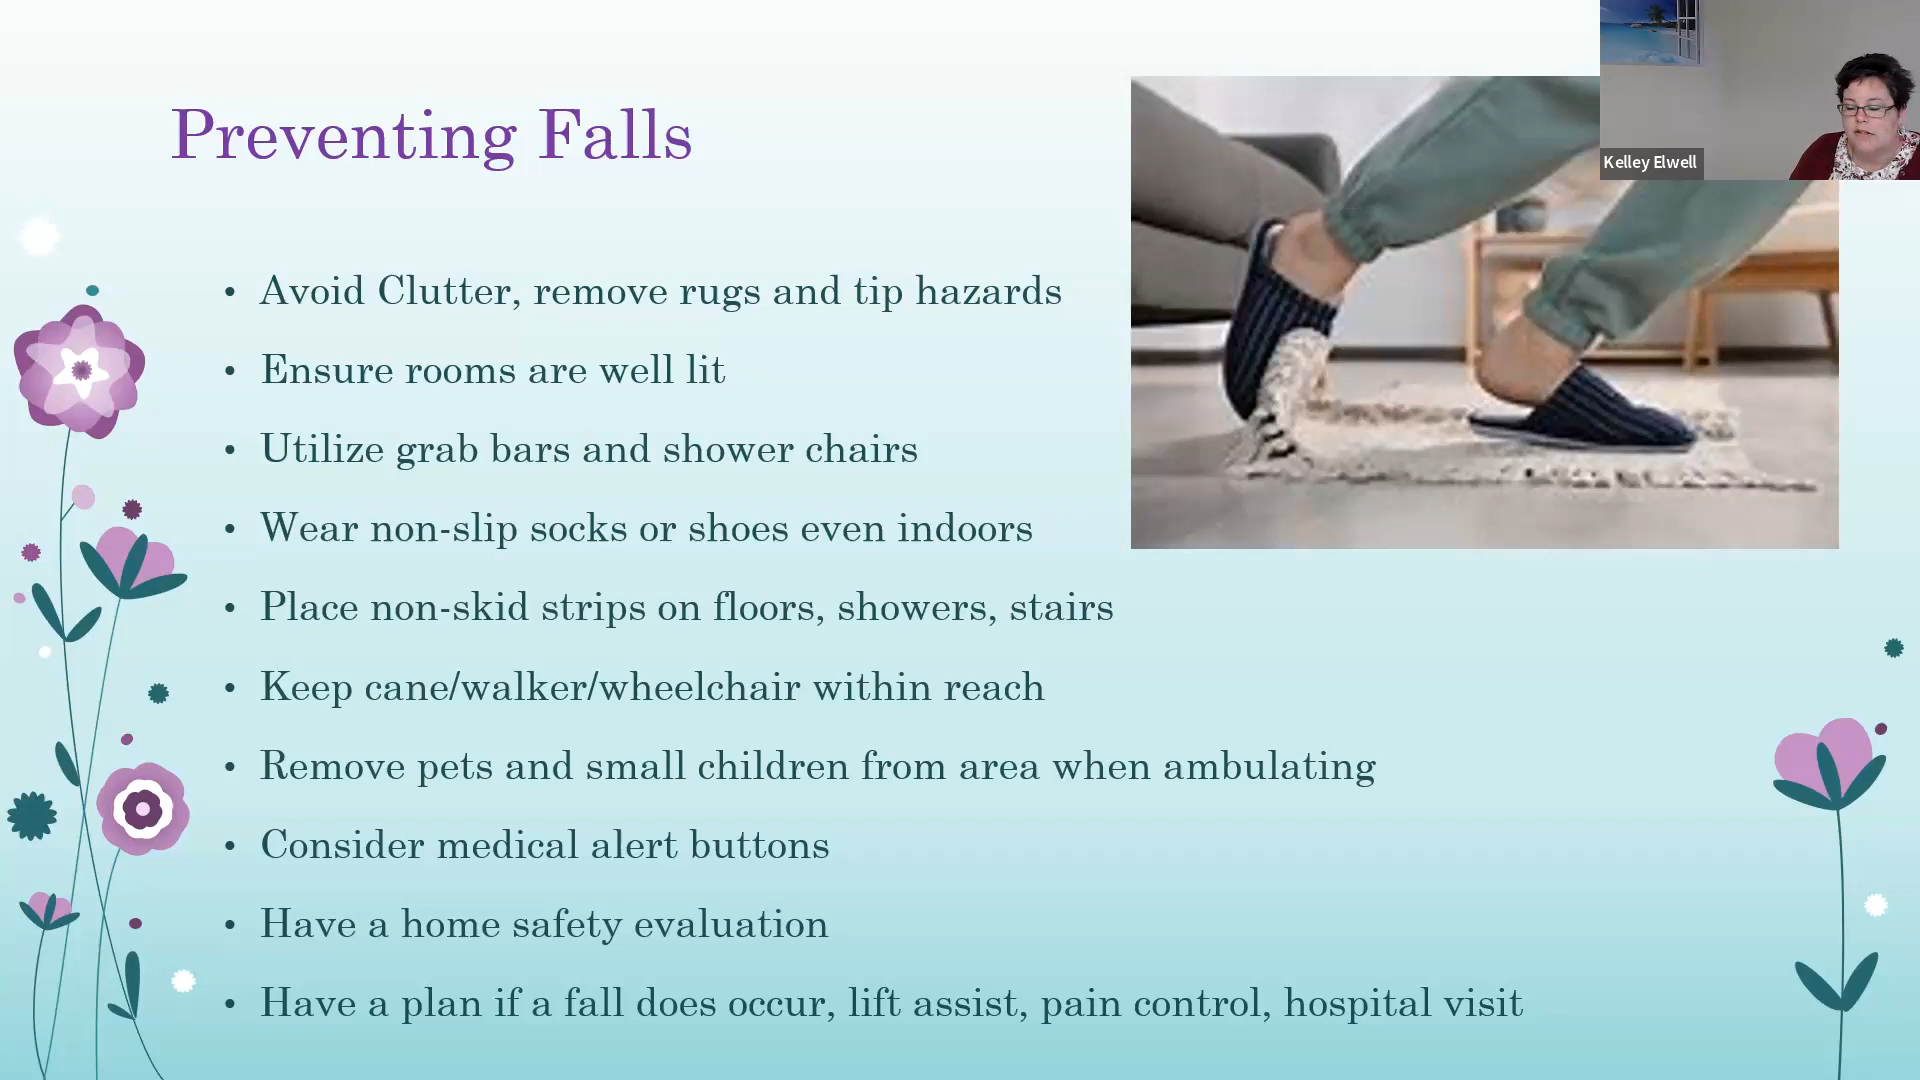 Preventing Falls
Kelley Elwell
• Avoid Clutter, remove rugs and tip hazards
• Ensure rooms are well lit
• Utilize grab bars and shower chairs
• Wear non-slip socks or shoes even indoors
• Place non-skid strips on floors, showers, stairs
• Keep cane/walker/wheelchair within reach
• Remove pets and small children from area when ambulating
• Consider medical alert buttons
• Have a home safety evaluation
• Have a plan if a fall does occur, lift assist, pain control, hospital visit